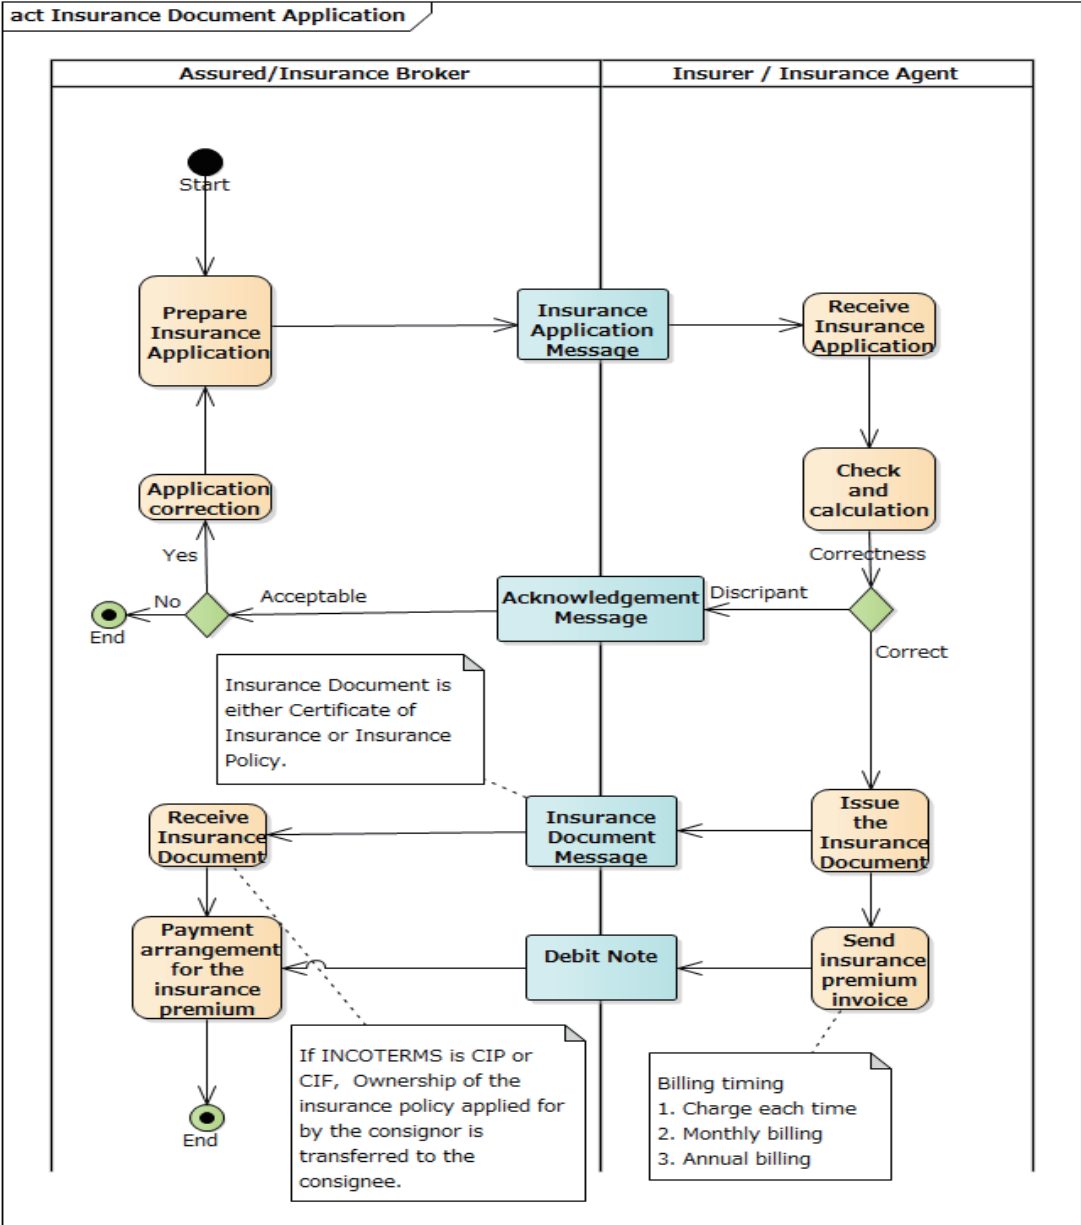 act Insurance Document Application
Assured/Insurance Broker
Insurer / Insurance Agent
Start
Prepare
Insurance
Application
Insurance
Application
Message
Receive
Insurance
Application
Application
correction
Check
and
calculation
Yes
Correctness
No
Acceptable
Acknowledgement
Message
Discripant
End
Correct
Insurance Document is
either Certificate of
Insurance or Insurance
Policy.
Receive
Insurance
Document
Insurance
Document
Message
Issue
the
Insurance
Document
Payment
arrangement
for the
insurance
premium
Debit Note
Send
insurance
premium
invoice
If INCOTERMS is CIP or
CIF, Ownership of the
insurance policy applied for
by the consignor is
transferred to the
consignee.
Billing timing
1. Charge each time
2. Monthly billing
3. Annual billing
End